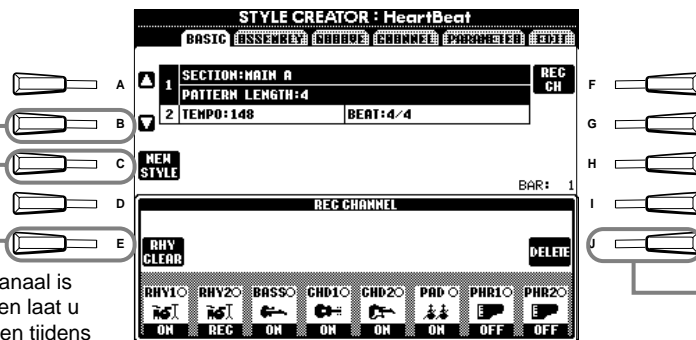 STYLE CREATOR : HeartBeat
BASIC ASSEMBLY GROOVE CHANNEL PARAMETER EDIT
A
B
C
D
E
F
G
H
I
J
1 SECTION:MAIN A
PATTERN LENGTH:4
2 TEMPO:148 BEAT:4/4
REC
CH
NEW
STYLE
BAR: 1
REC CHANNEL
RHY
CLEAR
DELETE
RHY1 RHY2 BASS CHD1 CHD2 PAD PHR1 PHR2
ON REC ON ON ON ON OFF OFF
anaal is
en laat u
en tijdens